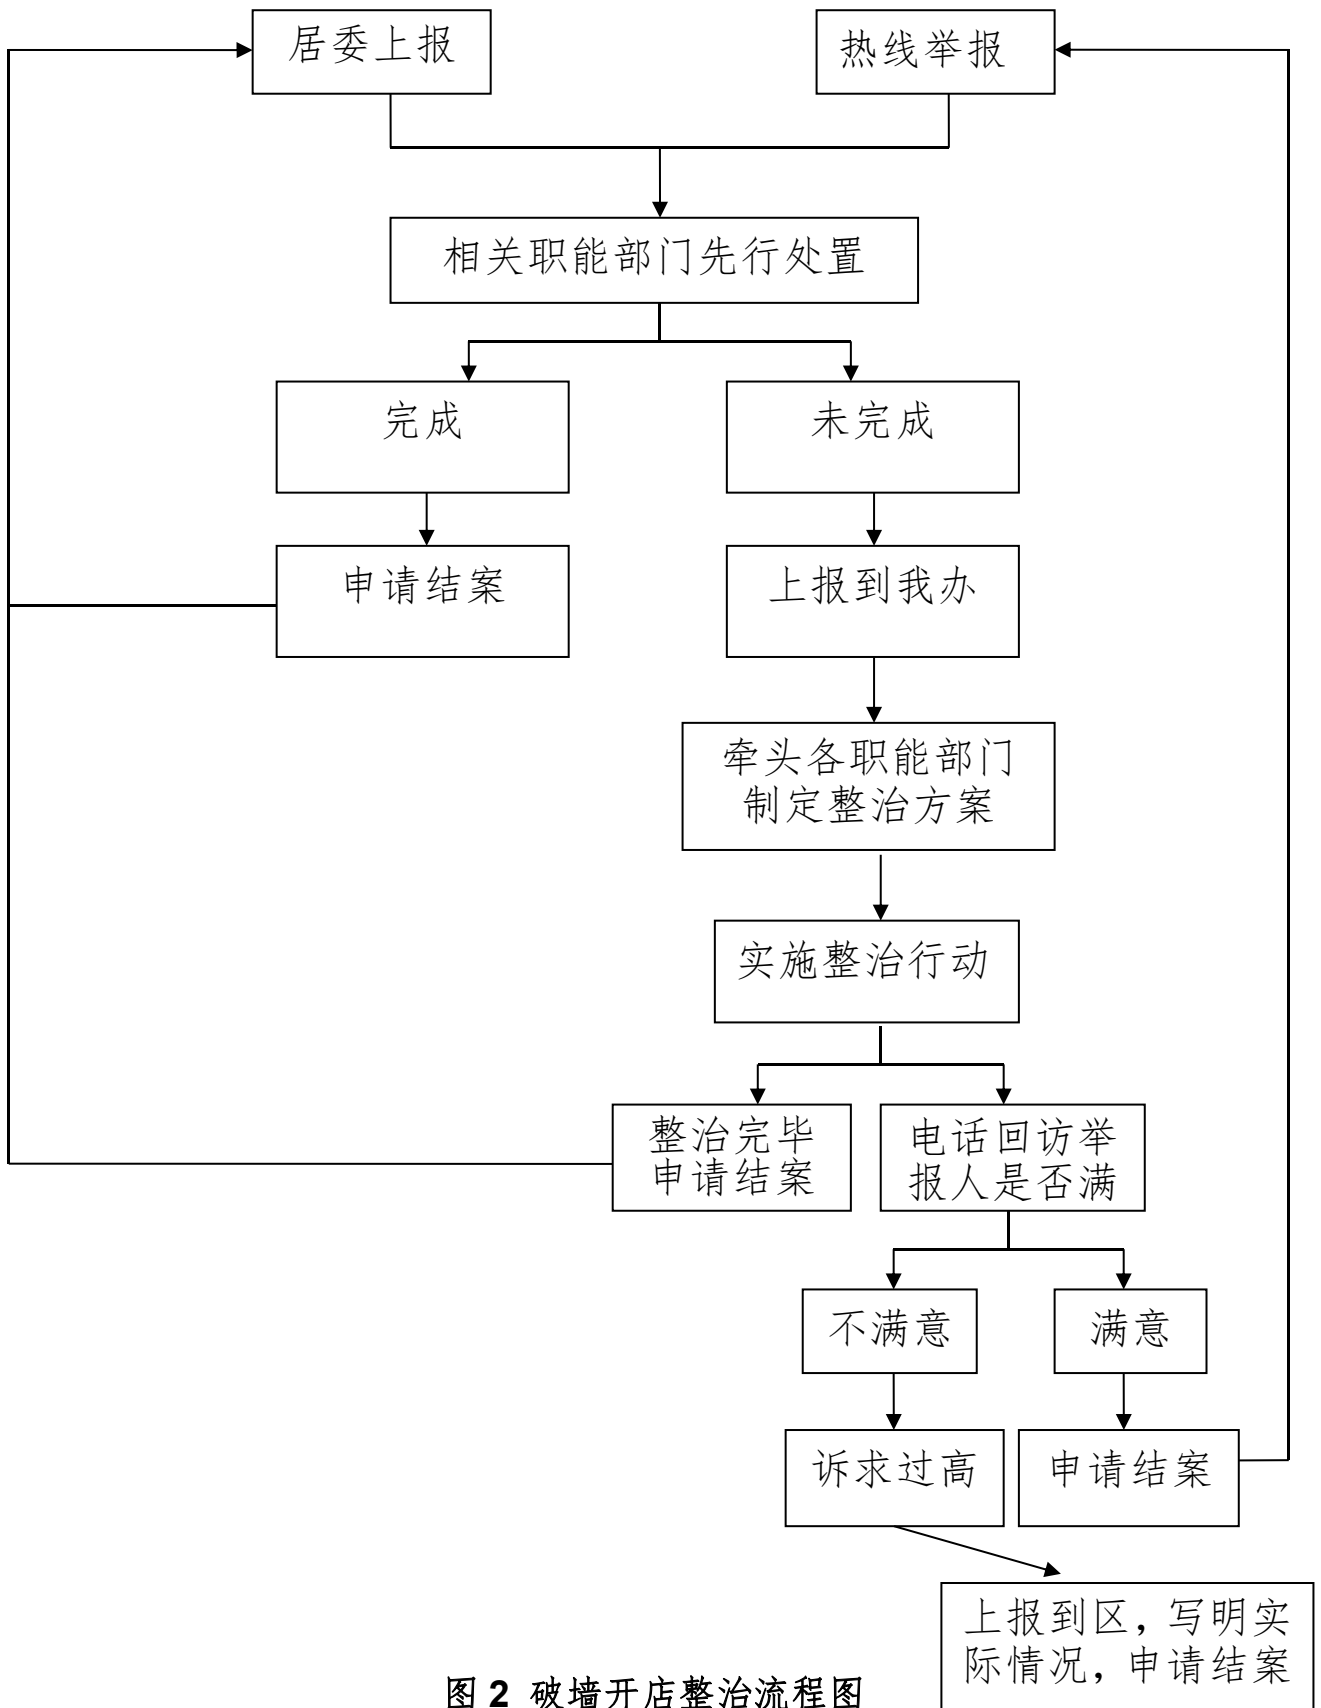 居委上报
热线举报
相关职能部门先行处置
完成
未完成
申请结案
上报到我办
牵头各职能部门
制定整治方案
实施整治行动
整治完毕
申请结案
电话回访举
报人是否满
不满意
满意
诉求过高
申请结案
上报到区，写明实
际情况，申请结案
图 2 破墙开店整治流程图